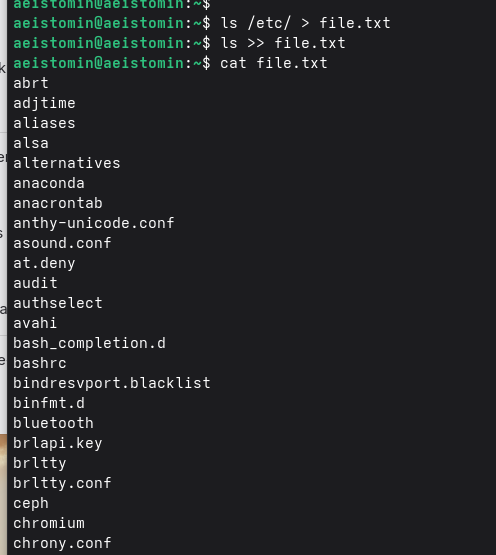 aeistomin@aeistomin:~$
aeistomin@aeistomin:~$ ls /etc/ > file.txt
aeistomin@aeistomin:~$ ls >> file.txt
aeistomin@aeistomin:~$ cat file.txt
abrt
adjtime
aliases
alsa
alternatives
anaconda
anacrontab
anthy-unicode.conf
asound.conf
at.deny
audit
authselect
avahi
bash_completion.d
bashrc
bindresvport.blacklist
binfmt.d
bluetooth
brlapi.key
brltty
brltty.conf
ceph
chromium
chrony.conf